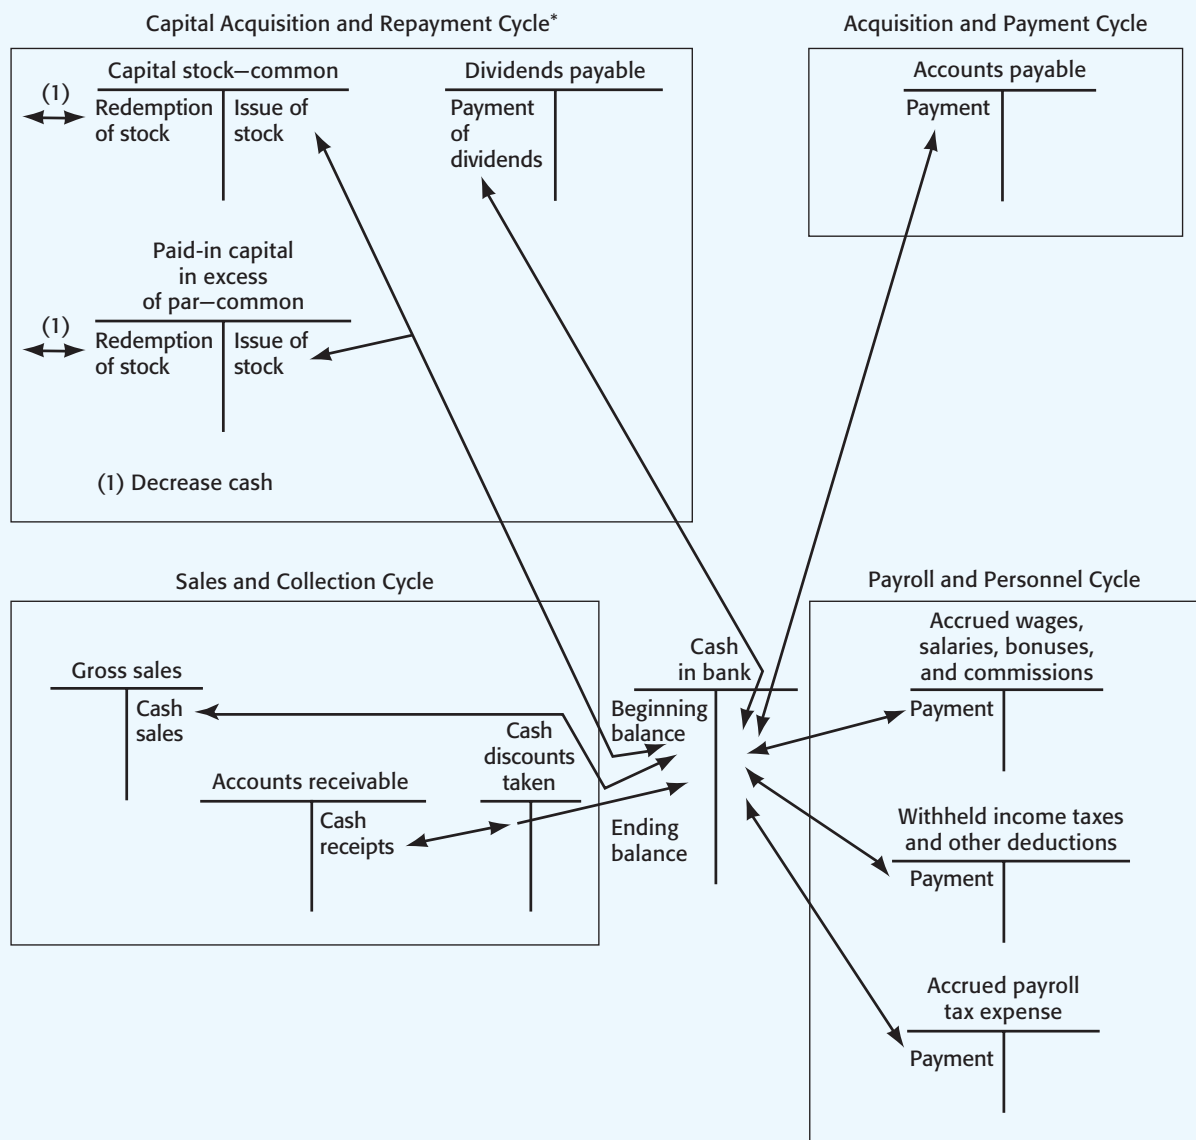 Capital Acquisition and Repayment Cycle*
Capital stock—common
(1)
Redemption
of stock
Issue of
stock
Dividends payable
Payment
of
dividends
Paid-in capital
in excess
of par—common
(1)
Redemption
of stock
Issue of
stock
(1) Decrease cash
Acquisition and Payment Cycle
Accounts payable
Payment
Sales and Collection Cycle
Gross sales
Cash
sales
Accounts receivable
Cash
receipts
Cash
discounts
taken
Cash
in bank
Beginning
balance
Ending
balance
Payroll and Personnel Cycle
Accrued wages,
salaries, bonuses,
and commissions
Payment
Withheld income taxes
and other deductions
Payment
Accrued payroll
tax expense
Payment